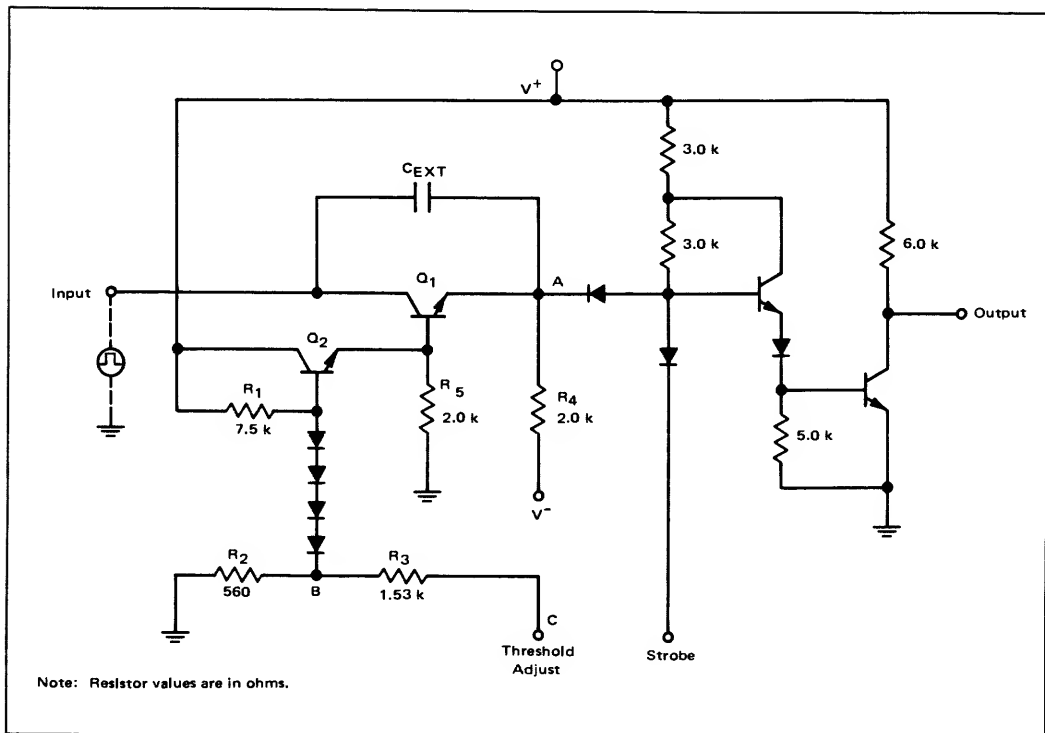 V+
3.0 k
CEXT
3.0 k
6.0 k
Q1
A
Input
Output
Q2
R1
7.5 k
R5
2.0 k
R4
2.0 k
5.0 k
V-
R2
560
B
R3
1.53 k
C
Threshold
Adjust
Strobe
Note: Resistor values are in ohms.